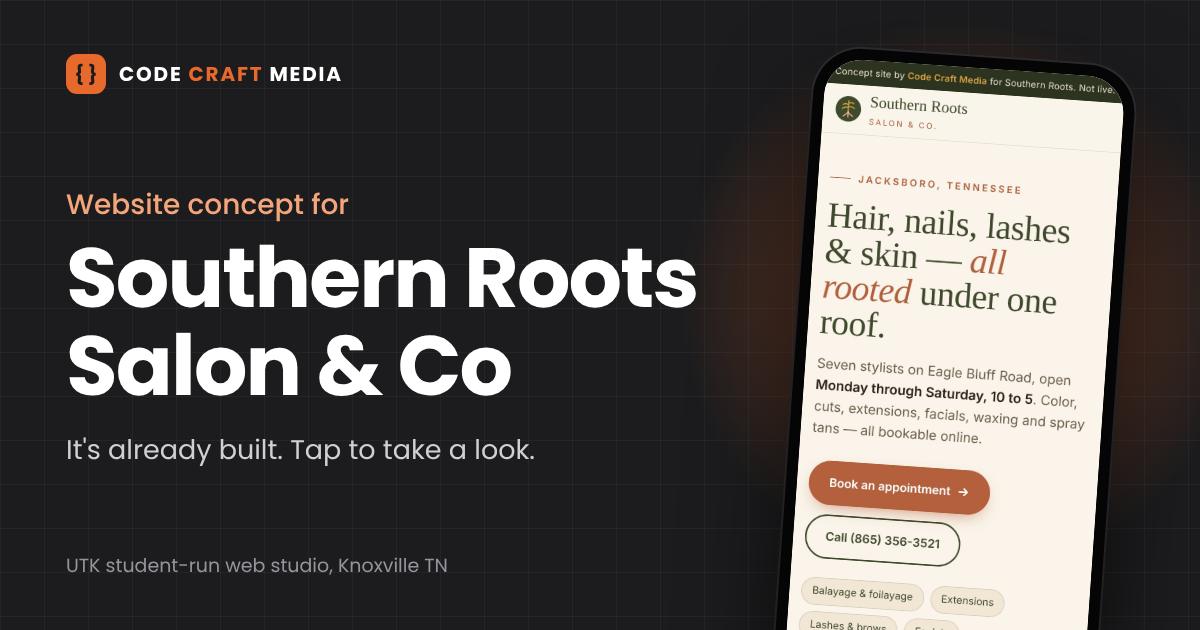 { } CODE CRAFT MEDIA
Website concept for
Southern Roots
Salon & Co
It's already built. Tap to take a look.
UTK student-run web studio, Knoxville TN
Concept site by Code Craft Media for Southern Roots. Not live.
Southern Roots
SALON & CO.
JACKSBORO, TENNESSEE
Hair, nails, lashes
& skin — all
rooted under one
roof.
Seven stylists on Eagle Bluff Road, open
Monday through Saturday, 10 to 5. Color,
cuts, extensions, facials, waxing and spray
tans — all bookable online.
Book an appointment →
Call (865) 356-3521
Balayage & foilayage
Extensions
Lashes & brows